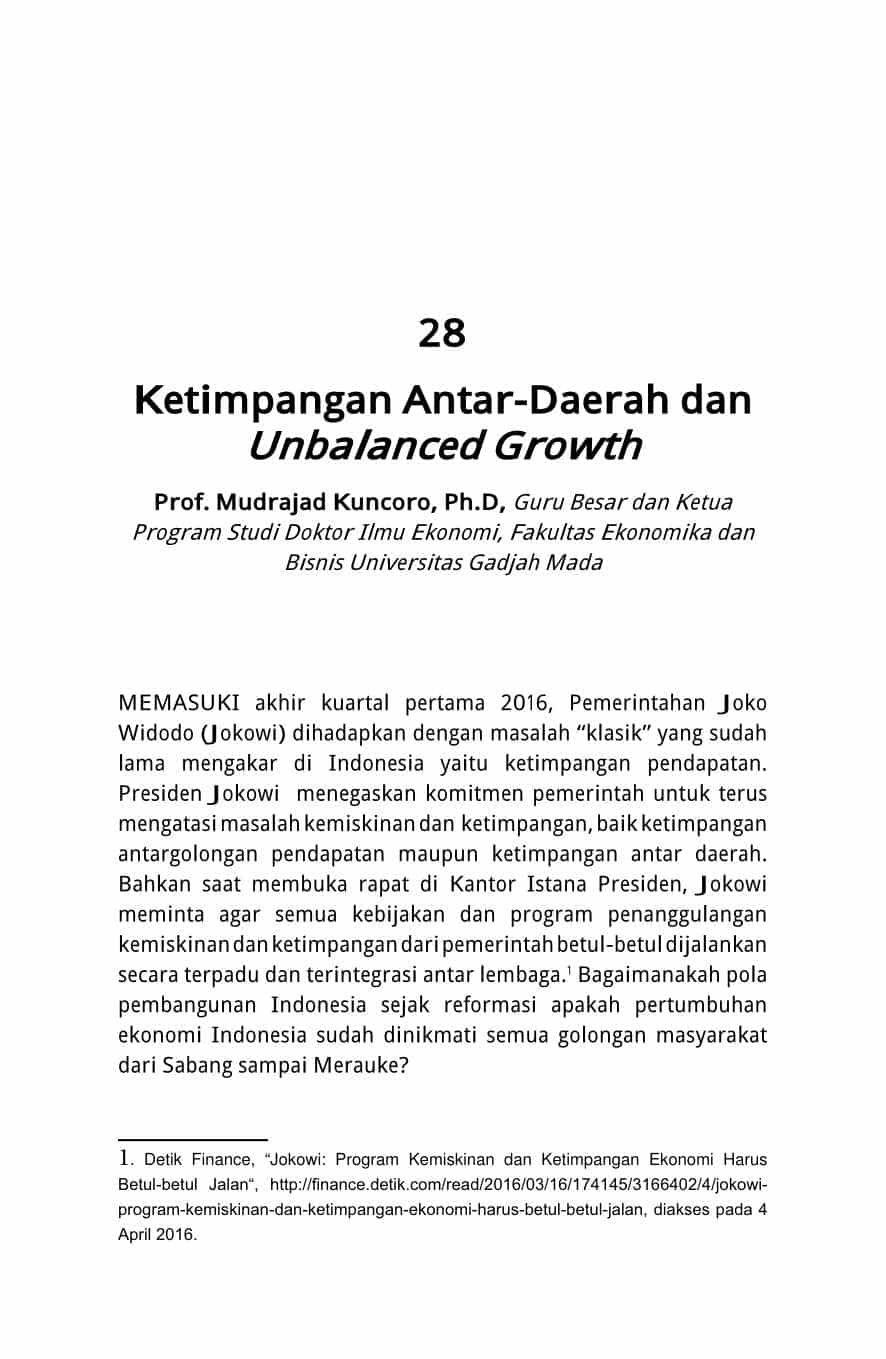 28
Ketimpangan Antar-Daerah dan
Unbalanced Growth
Prof. Mudrajad Kuncoro, Ph.D, Guru Besar dan Ketua
Program Studi Doktor Ilmu Ekonomi, Fakultas Ekonomika dan
Bisnis Universitas Gadjah Mada
MEMASUKI akhir kuartal pertama 2016, Pemerintahan Joko
Widodo (Jokowi) dihadapkan dengan masalah “klasik” yang sudah
lama mengakar di Indonesia yaitu ketimpangan pendapatan.
Presiden Jokowi menegaskan komitmen pemerintah untuk terus
mengatasi masalah kemiskinan dan ketimpangan, baik ketimpangan
antargolongan pendapatan maupun ketimpangan antar daerah.
Bahkan saat membuka rapat di Kantor Istana Presiden, Jokowi
meminta agar semua kebijakan dan program penanggulangan
kemiskinan dan ketimpangan dari pemerintah betul-betul dijalankan
secara terpadu dan terintegrasi antar lembaga.¹ Bagaimanakah pola
pembangunan Indonesia sejak reformasi apakah pertumbuhan
ekonomi Indonesia sudah dinikmati semua golongan masyarakat
dari Sabang sampai Merauke?
1. Detik Finance, “Jokowi: Program Kemiskinan dan Ketimpangan Ekonomi Harus
Betul-betul Jalan“, http://finance.detik.com/read/2016/03/16/174145/3166402/4/jokowi-
program-kemiskinan-dan-ketimpangan-ekonomi-harus-betul-betul-jalan, diakses pada 4
April 2016.